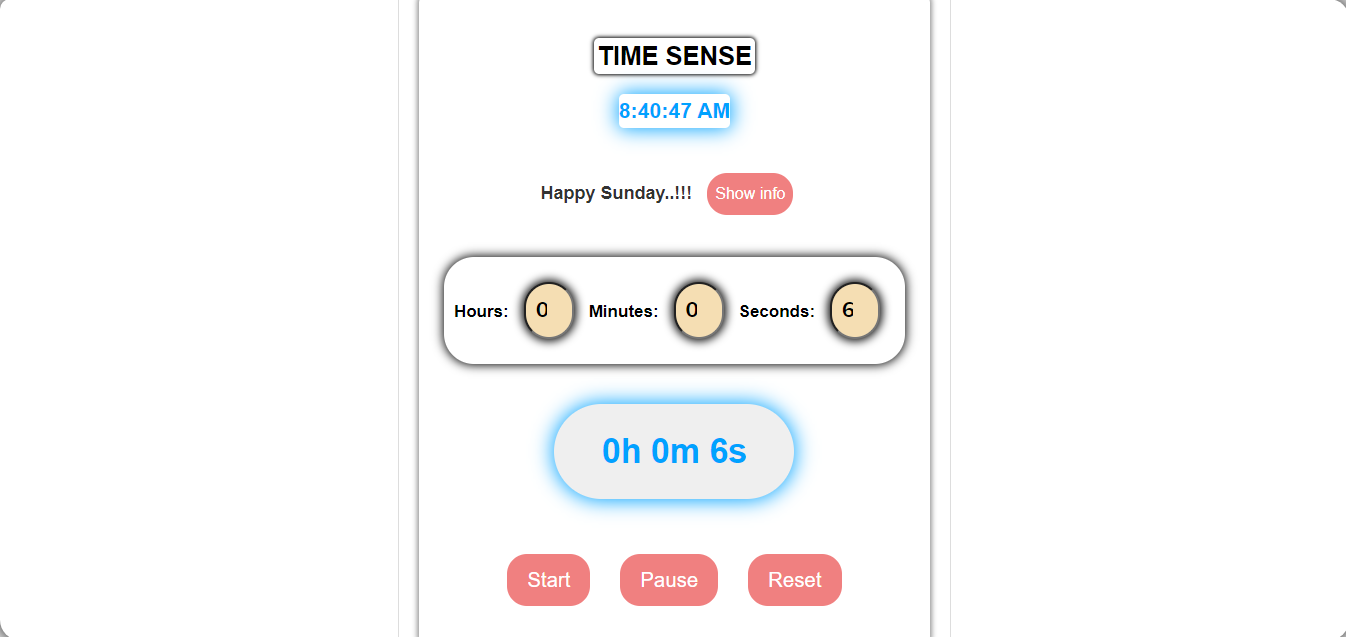 TIME SENSE
8:40:47 AM
Happy Sunday..!!! Show info
Hours: 0 Minutes: 0 Seconds: 6
0h 0m 6s
Start Pause Reset